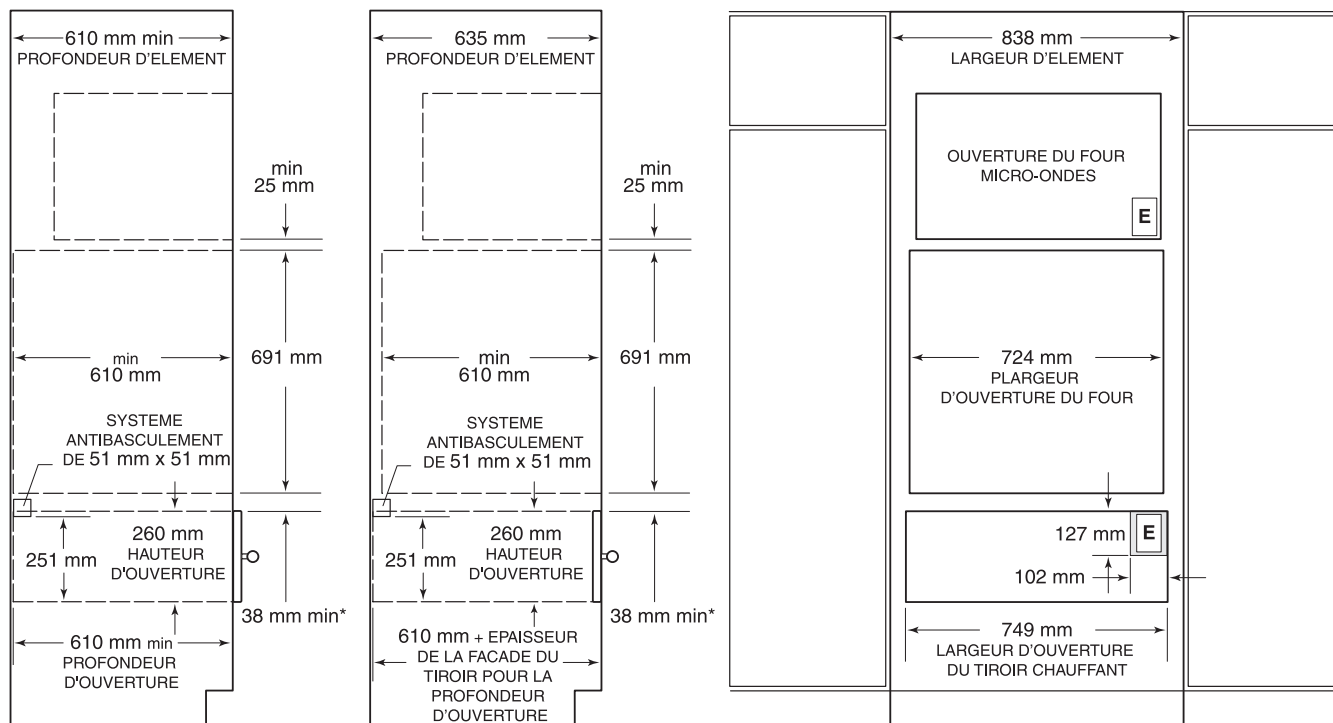 610 mm min
PROFONDEUR D'ELEMENT
min
25 mm
min
610 mm
691 mm
SYSTEME
ANTIBASCULEMENT
DE 51 mm x 51 mm
251 mm
260 mm
HAUTEUR
D'OUVERTURE
38 mm min*
610 mm min
PROFONDEUR
D'OUVERTURE
635 mm
PROFONDEUR D'ELEMENT
min
25 mm
min
610 mm
691 mm
SYSTEME
ANTIBASCULEMENT
DE 51 mm x 51 mm
251 mm
260 mm
HAUTEUR
D'OUVERTURE
38 mm min*
610 mm + EPAISSEUR
DE LA FACADE DU
TIROIR POUR LA
PROFONDEUR
D'OUVERTURE
838 mm
LARGEUR D'ELEMENT
OUVERTURE DU FOUR
MICRO-ONDES
E
724 mm
PLARGEUR
D'OUVERTURE DU FOUR
127 mm
E
102 mm
749 mm
LARGEUR D'OUVERTURE
DU TIROIR CHAUFFANT